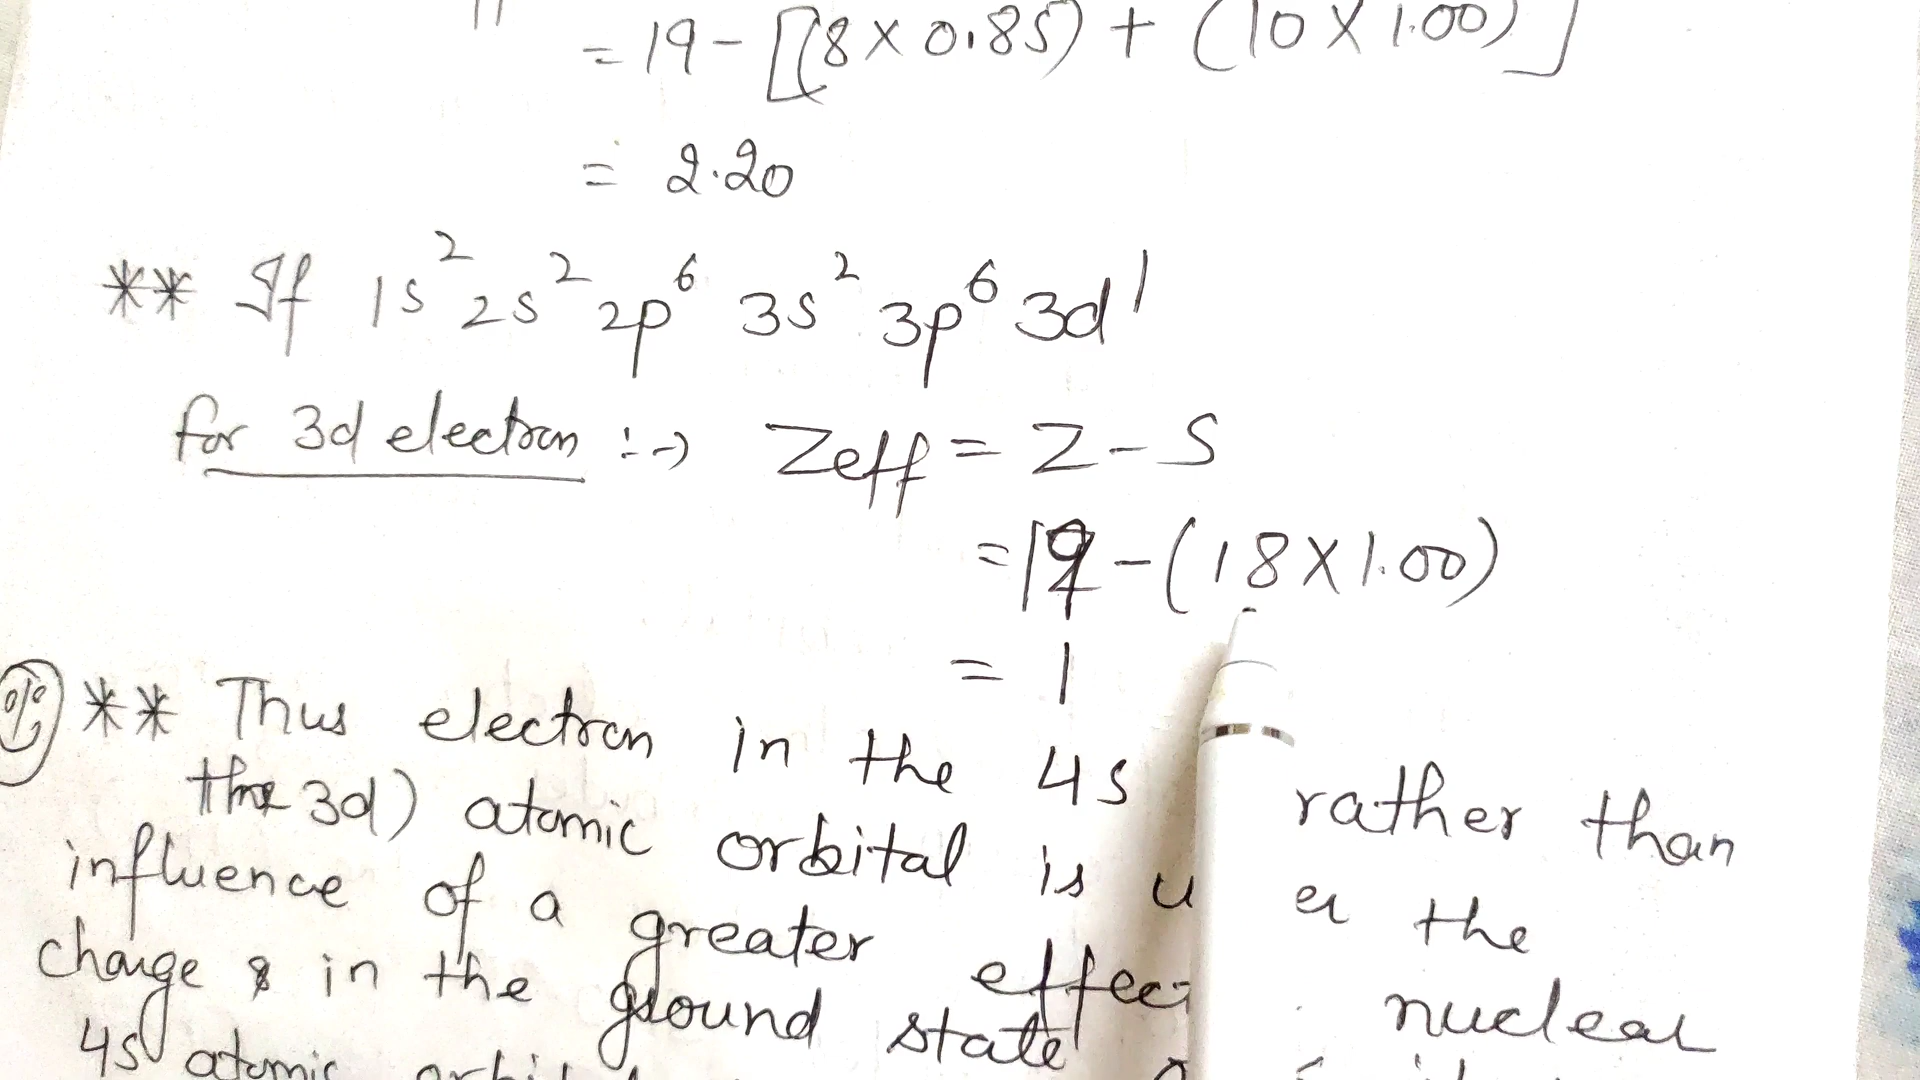 = 19 - [(8 × 0.85) + (10 × 1.00)]
= 2.20
** If 1s² 2s² 2p⁶ 3s² 3p⁶ 3d¹
for 3d electron :→ Zeff = Z - S
= 19 - (18 × 1.00)
= 1
** Thus electron in the 4s rather than
the 3d) atomic orbital is er the
influence of a greater nuclear
charge & in the ground state
4s atomic